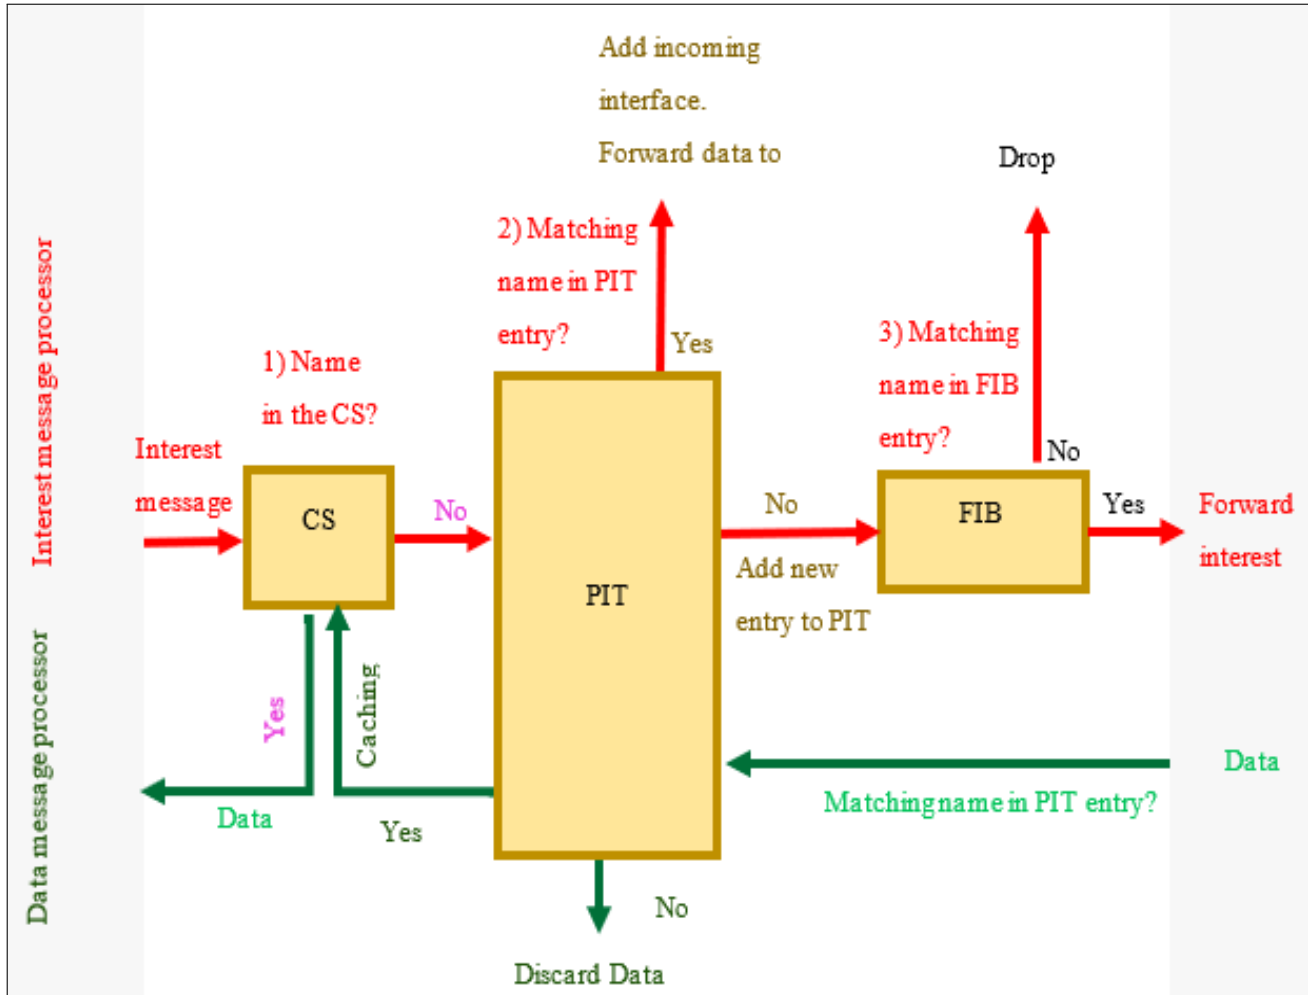 Add incoming
interface.
Forward data to
Drop
2) Matching
name in PIT
entry?
Yes
3) Matching
name in FIB
entry?
No
1) Name
in the CS?
Interest message processor
Interest
message
CS
No
PIT
No
Add new
entry to PIT
FIB
Yes
Forward
interest
Data message processor
Yes
Caching
Data
Yes
Data
Matching name in PIT entry?
No
Discard Data